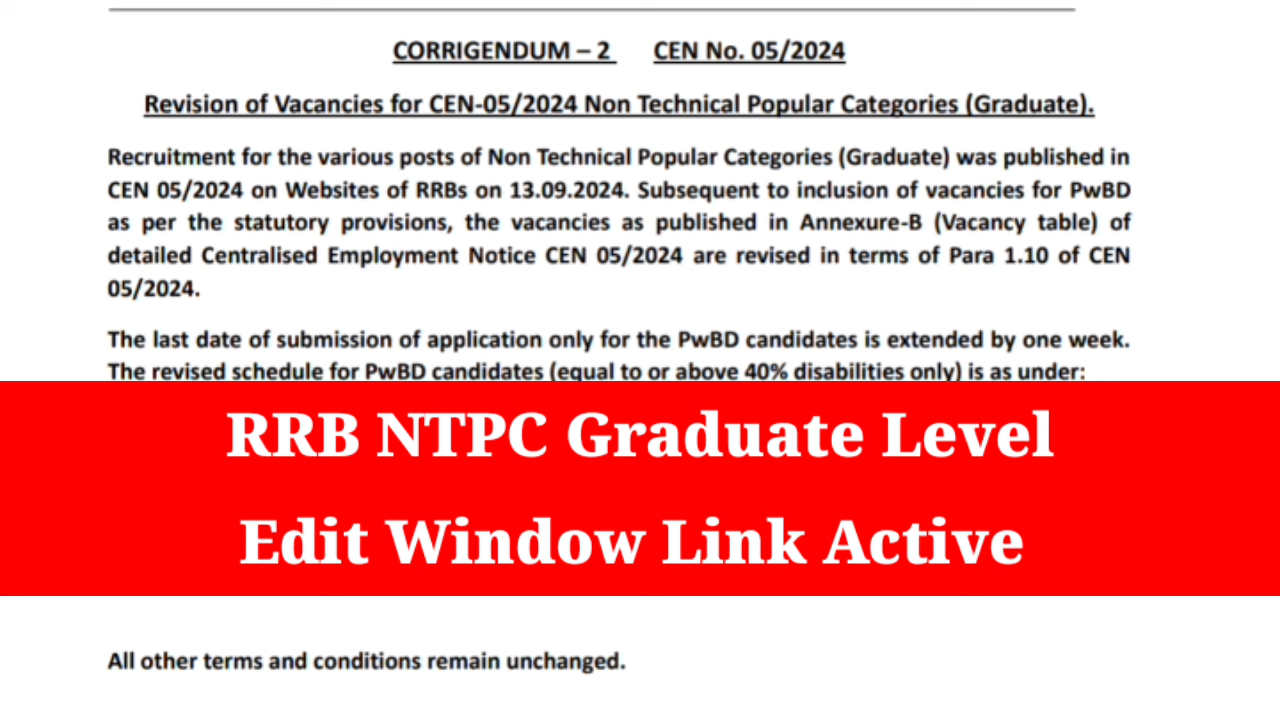 CORRIGENDUM – 2 CEN No. 05/2024
Revision of Vacancies for CEN-05/2024 Non Technical Popular Categories (Graduate).
Recruitment for the various posts of Non Technical Popular Categories (Graduate) was published in
CEN 05/2024 on Websites of RRBs on 13.09.2024. Subsequent to inclusion of vacancies for PwBD
as per the statutory provisions, the vacancies as published in Annexure-B (Vacancy table) of
detailed Centralised Employment Notice CEN 05/2024 are revised in terms of Para 1.10 of CEN
05/2024.
The last date of submission of application only for the PwBD candidates is extended by one week.
The revised schedule for PwBD candidates (equal to or above 40% disabilities only) is as under:
RRB NTPC Graduate Level
Edit Window Link Active
All other terms and conditions remain unchanged.